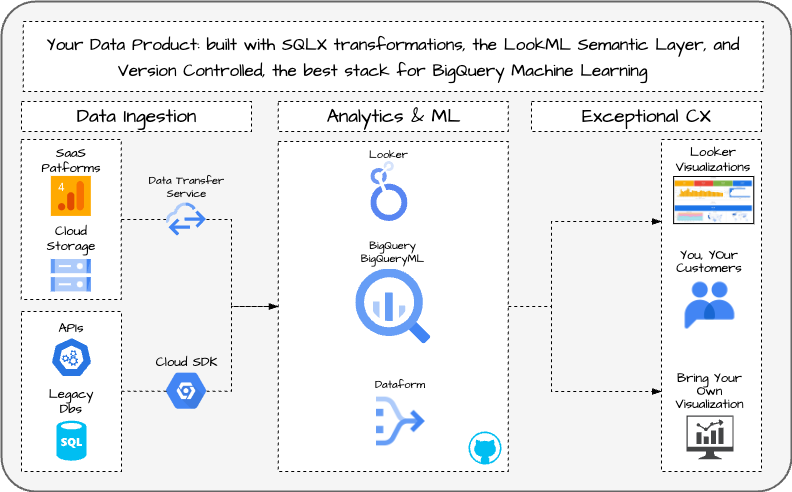 Your Data Product: built with SQLX transformations, the LookML Semantic Layer, and
Version Controlled, the best stack for BigQuery Machine Learning
Data Ingestion
Analytics & ML
Exceptional CX
SaaS
Patforms
4
Cloud
Storage
Data Transfer
Service
APIs
Legacy
Dbs
SQL
Cloud SDK
Looker
BigQuery
BigQueryML
Dataform
Looker
Visualizations
You, Your
Customers
Bring Your
Own
Visualization